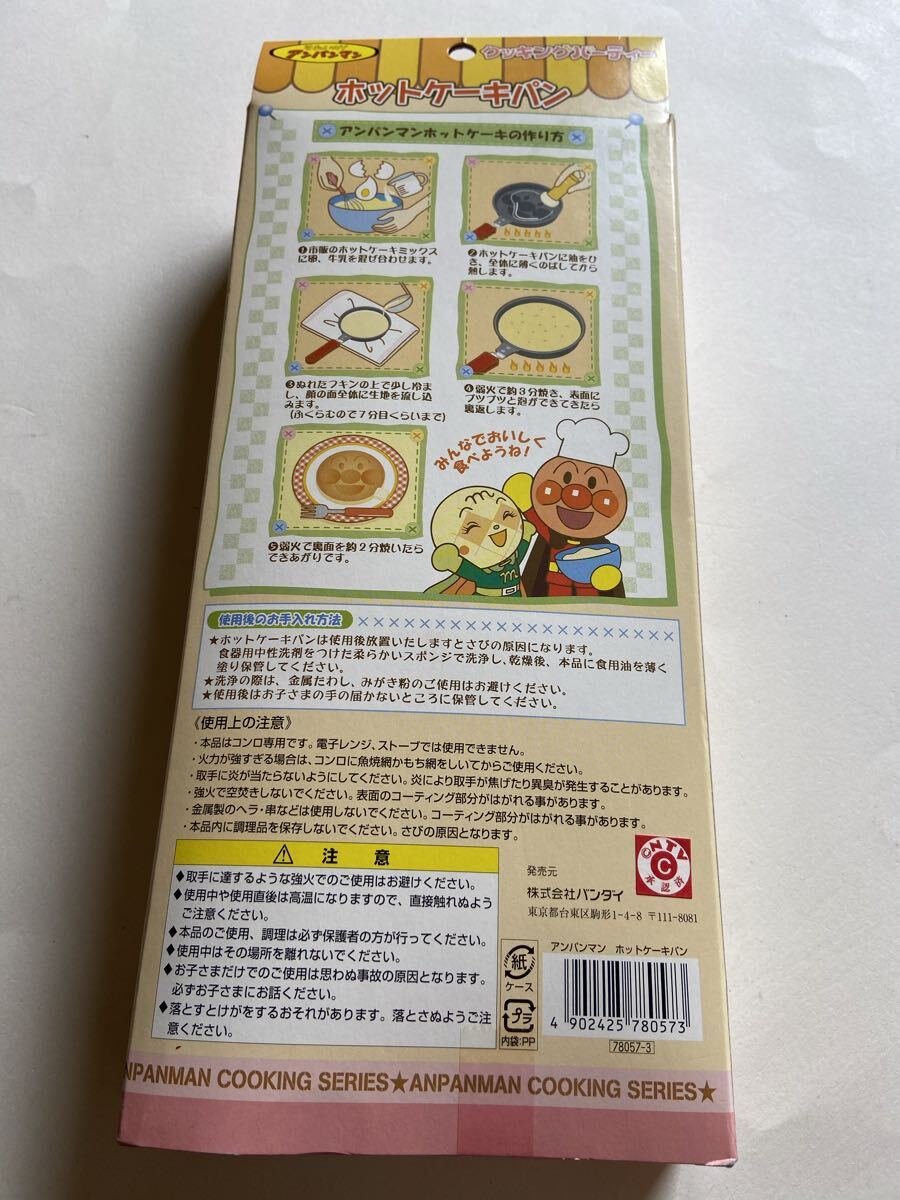 それいけ!
アンパンマン
クッキングパーティー
ホットケーキパン
アンパンマンホットケーキの作り方
①市販のホットケーキミックス
に卵、牛乳を混ぜ合わせます。
②ホットケーキパンに油をひ
き、全体に薄くのばしてから
熱します。
③ぬれたフキンの上で少し冷ま
し、顔の面全体に生地を流し込
みます。
(ふくらむので7分目くらいまで)
④弱火で約3分焼き、表面に
プツプツと泡ができてきたら
裏返します。
みんなでおいしく
食べようね!
⑤弱火で裏面を約2分焼いたら
できあがりです。
使用後のお手入れ方法
★ホットケーキパンは使用後放置いたしますとさびの原因になります。
食器用中性洗剤をつけた柔らかいスポンジで洗浄し、乾燥後、本品に食用油を薄く
塗り保管してください。
★洗浄の際は、金属たわし、みがき粉のご使用はお避けください。
★使用後はお子さまの手の届かないところに保管してください。
《使用上の注意》
・本品はコンロ専用です。電子レンジ、ストーブでは使用できません。
・火力が強すぎる場合は、コンロに魚焼網かもち網をしいてからご使用ください。
・取手に炎が当たらないようにしてください。炎により取手が焦げたり異臭が発生することがあります。
・強火で空焚きしないでください。表面のコーティング部分がはがれる事があります。
・金属製のヘラ・串などは使用しないでください。コーティング部分がはがれる事があります。
・本品内に調理品を保存しないでください。さびの原因となります。
⚠ 注意
◆取手に達するような強火でのご使用はお避けください。
◆使用中や使用直後は高温になりますので、直接触れぬよう
ご注意ください。
◆本品のご使用、調理は必ず保護者の方が行ってください。
◆使用中はその場所を離れないでください。
◆お子さまだけでのご使用は思わぬ事故の原因となります。
必ずお子さまにお話ください。
◆落とすとけがをするおそれがあります。落とさぬようご注
意ください。
©NTV
C
承認済
発売元
株式会社バンダイ
東京都台東区駒形1-4-8 〒111-8081
紙
ケース
プラ
内袋:PP
アンパンマン ホットケーキパン
4 902425 780573
78057-3
NPANMAN COOKING SERIES★ANPANMAN COOKING SERIES★